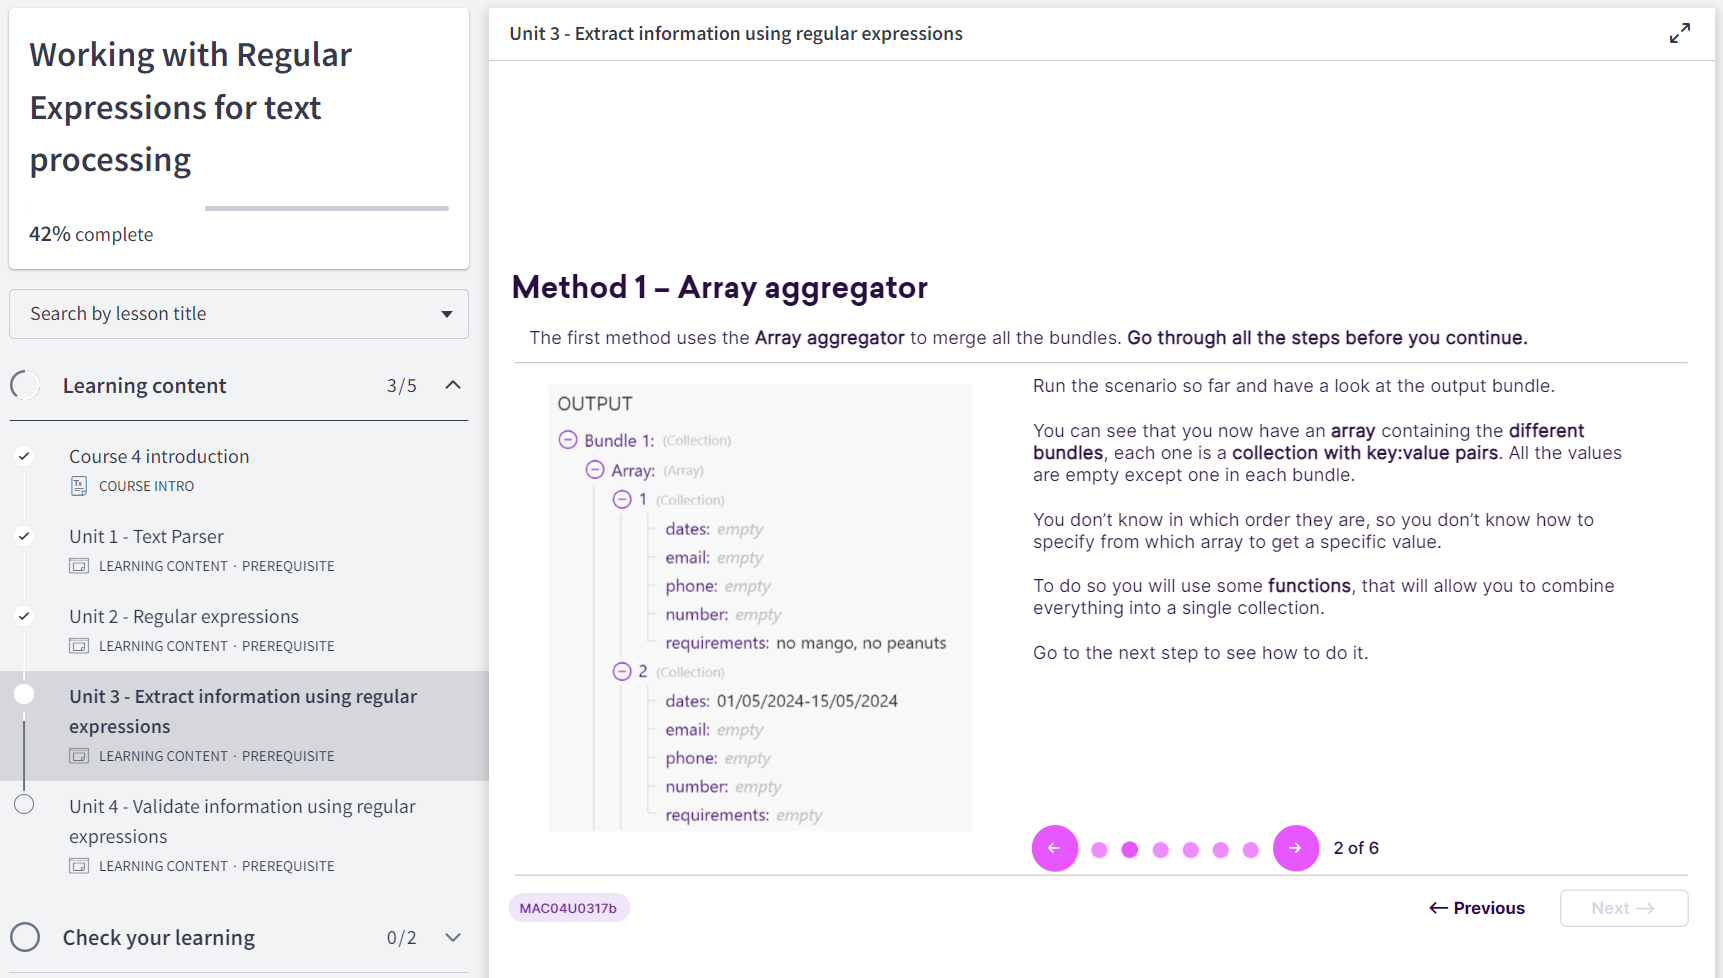 Working with Regular
Expressions for text
processing
42% complete
Search by lesson title
Learning content 3/5
Course 4 introduction
COURSE INTRO
Unit 1 - Text Parser
LEARNING CONTENT · PREREQUISITE
Unit 2 - Regular expressions
LEARNING CONTENT · PREREQUISITE
Unit 3 - Extract information using regular
expressions
LEARNING CONTENT · PREREQUISITE
Unit 4 - Validate information using regular
expressions
LEARNING CONTENT · PREREQUISITE
Check your learning 0/2
Unit 3 - Extract information using regular expressions
Method 1 – Array aggregator
The first method uses the Array aggregator to merge all the bundles. Go through all the steps before you continue.
OUTPUT
Bundle 1: (Collection)
Array: (Array)
1 (Collection)
dates: empty
email: empty
phone: empty
number: empty
requirements: no mango, no peanuts
2 (Collection)
dates: 01/05/2024-15/05/2024
email: empty
phone: empty
number: empty
requirements: empty
Run the scenario so far and have a look at the output bundle.
You can see that you now have an array containing the different
bundles, each one is a collection with key:value pairs. All the values
are empty except one in each bundle.
You don’t know in which order they are, so you don’t know how to
specify from which array to get a specific value.
To do so you will use some functions, that will allow you to combine
everything into a single collection.
Go to the next step to see how to do it.
← → 2 of 6
MAC04U0317b
← Previous
Next →